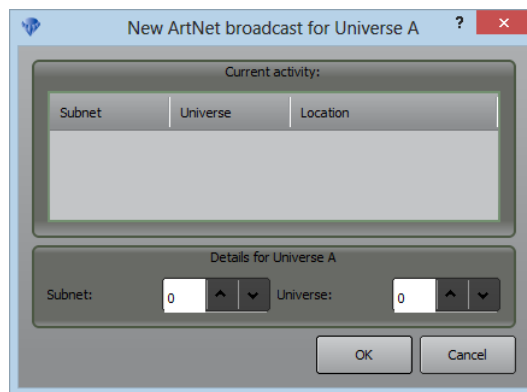 New ArtNet broadcast for Universe A ?
Current activity:
Subnet Universe Location
Details for Universe A
Subnet: 0 Universe: 0
OK Cancel